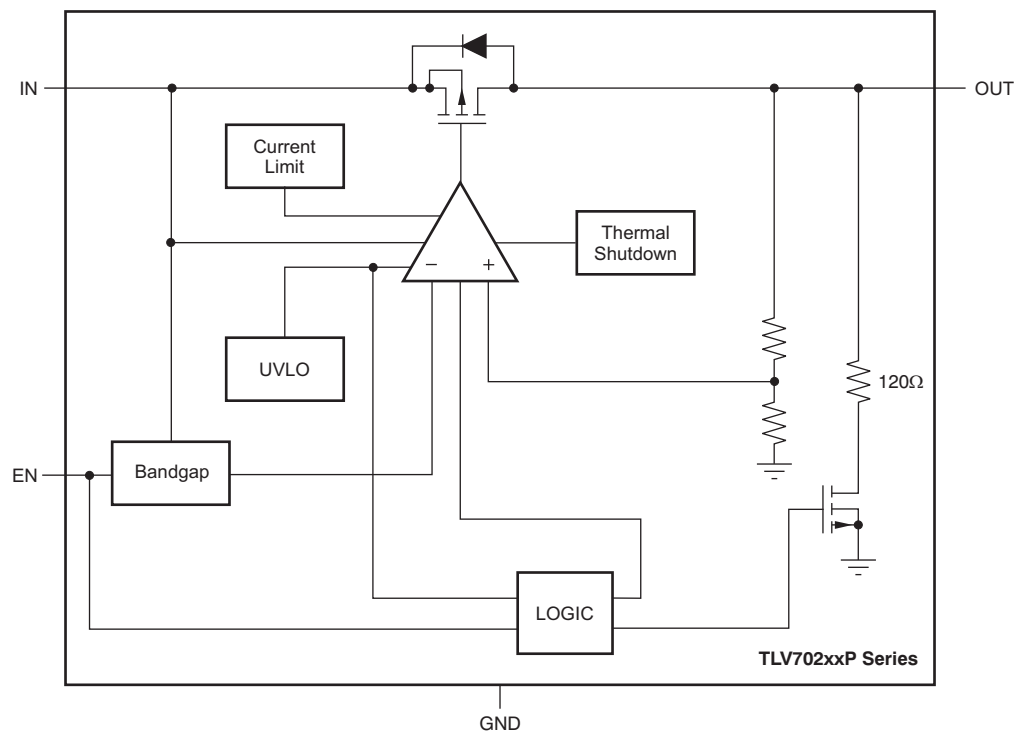 IN
OUT
Current
Limit
Thermal
Shutdown
−
+
UVLO
120Ω
EN
Bandgap
LOGIC
TLV702xxP Series
GND